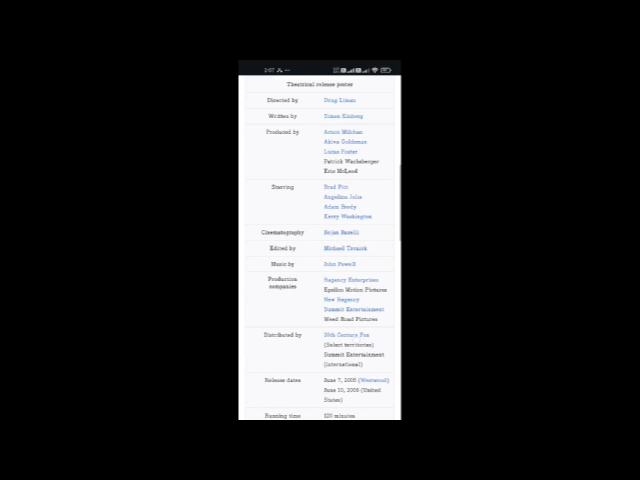 2:07
Theatrical release poster
Directed by Doug Liman
Written by Simon Kinberg
Produced by Arnon Milchan
Akiva Goldsman
Lucas Foster
Patrick Wachsberger
Eric McLeod
Starring Brad Pitt
Angelina Jolie
Adam Brody
Kerry Washington
Cinematography Bojan Bazelli
Edited by Michael Tronick
Music by John Powell
Production companies Regency Enterprises
Epsilon Motion Pictures
New Regency
Summit Entertainment
Weed Road Pictures
Distributed by 20th Century Fox
(Select territories)
Summit Entertainment
(International)
Release dates June 7, 2005 (Westwood)
June 10, 2005 (United
States)
Running time 120 minutes